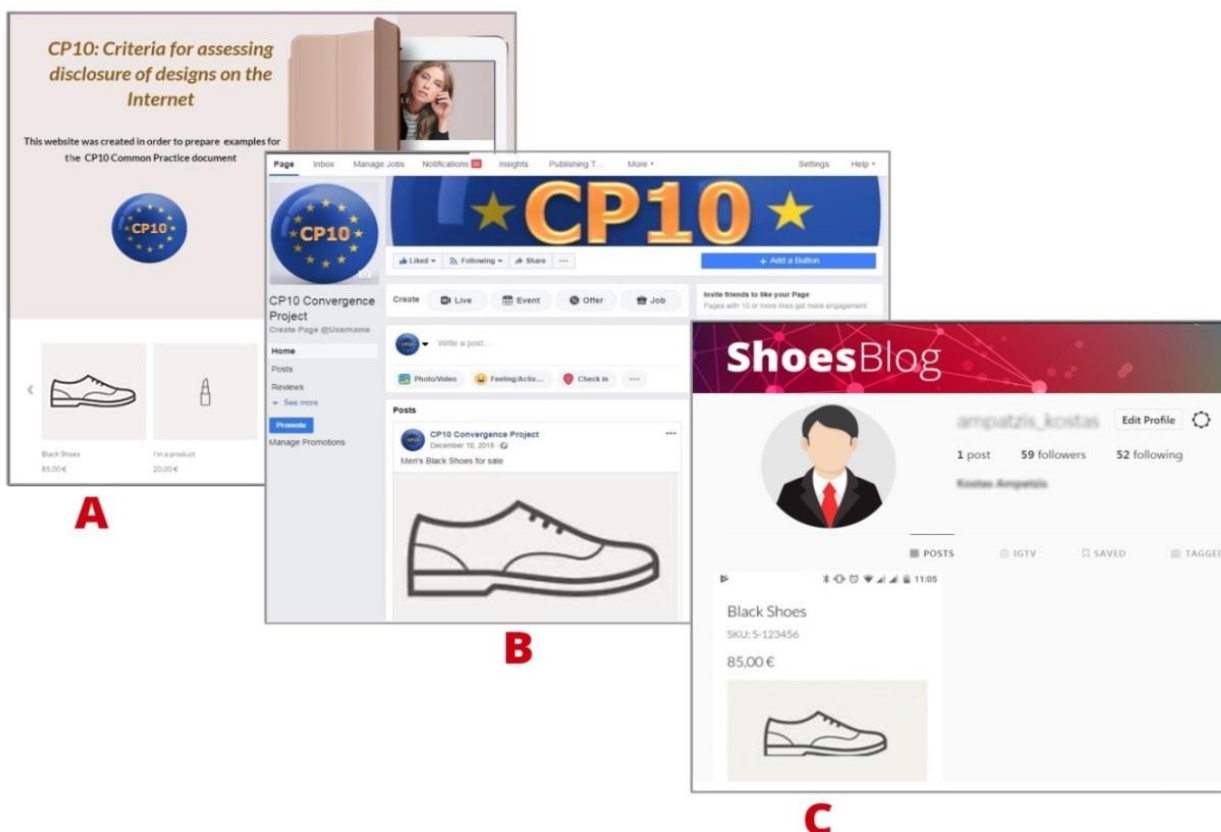 CP10: Criteria for assessing
disclosure of designs on the
Internet
This website was created in order to prepare examples for
the CP10 Common Practice document
CP10
Black Shoes
85,00 €
I'm a product
20,00 €
A
Page Inbox Manage Jobs Notifications Insights Publishing T... More Settings Help
CP10
CP10
CP10 Convergence
Project
Create Page @Username
Home
Posts
Reviews
See more
Promote
Manage Promotions
Liked Following Share ...
+ Add a Button
Create Live Event Offer Job
Invite friends to like your Page
Pages with 10 or more likes get more engagement.
Write a post...
Photo/Video Feeling/Activ... Check in ...
Posts
CP10 Convergence Project
December 10, 2018
Men's Black Shoes for sale
B
ShoesBlog
ampatzis_kostas Edit Profile
1 post 59 followers 52 following
Kostas Ampatzis
POSTS IGTV SAVED TAGGED
11:05
Black Shoes
SKU: S-123456
85,00 €
C